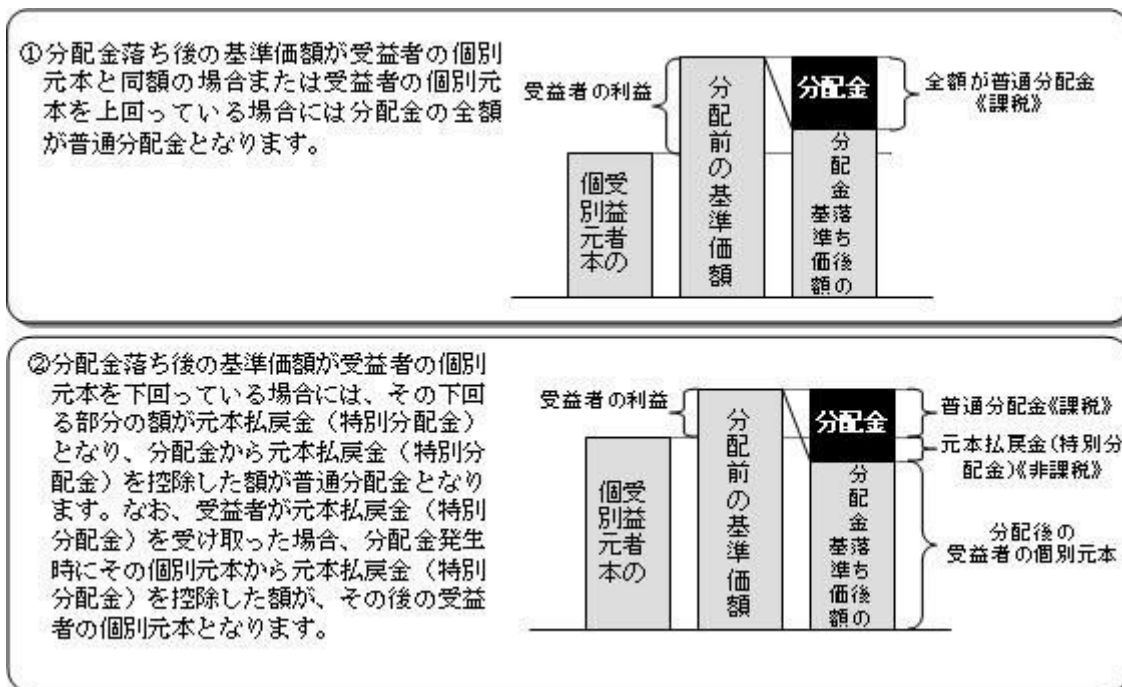 ①分配金落ち後の基準価額が受益者の個別
元本と同額の場合または受益者の個別元
本を上回っている場合には分配金の全額
が普通分配金となります。
受益者の利益
受益者の
個別元本
分配前の基準価額
分配金
分配金落ち後の
基準価額
全額が普通分配金
《課税》
②分配金落ち後の基準価額が受益者の個別
元本を下回っている場合には、その下回
る部分の額が元本払戻金（特別分配金）
となり、分配金から元本払戻金（特別分
配金）を控除した額が普通分配金となり
ます。なお、受益者が元本払戻金（特別
分配金）を受け取った場合、分配金発生
時にその個別元本から元本払戻金（特別
分配金）を控除した額が、その後の受益
者の個別元本となります。
受益者の利益
受益者の
個別元本
分配前の基準価額
分配金
分配金落ち後の
基準価額
普通分配金《課税》
元本払戻金(特別分
配金)《非課税》
分配後の
受益者の個別元本